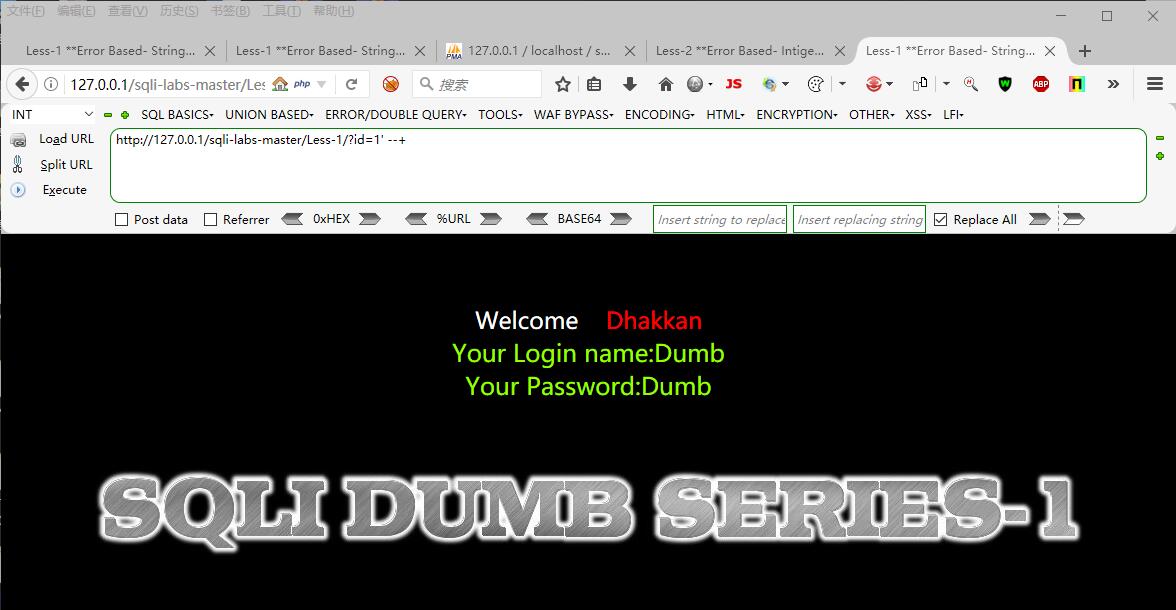 文件(F) 编辑(E) 查看(V) 历史(S) 书签(B) 工具(T) 帮助(H)
Less-1 **Error Based- String... Less-1 **Error Based- String... PMA 127.0.0.1 / localhost / s... Less-2 **Error Based- Intige... Less-1 **Error Based- String...
127.0.0.1/sqli-labs-master/Les php 搜索 JS ABP
INT SQL BASICS UNION BASED ERROR/DOUBLE QUERY TOOLS WAF BYPASS ENCODING HTML ENCRYPTION OTHER XSS LFI
Load URL http://127.0.0.1/sqli-labs-master/Less-1/?id=1' --+
Split URL
Execute
Post data Referrer 0xHEX %URL BASE64 Insert string to replace Insert replacing string Replace All
Welcome Dhakkan
Your Login name:Dumb
Your Password:Dumb
SQLI DUMB SERIES-1